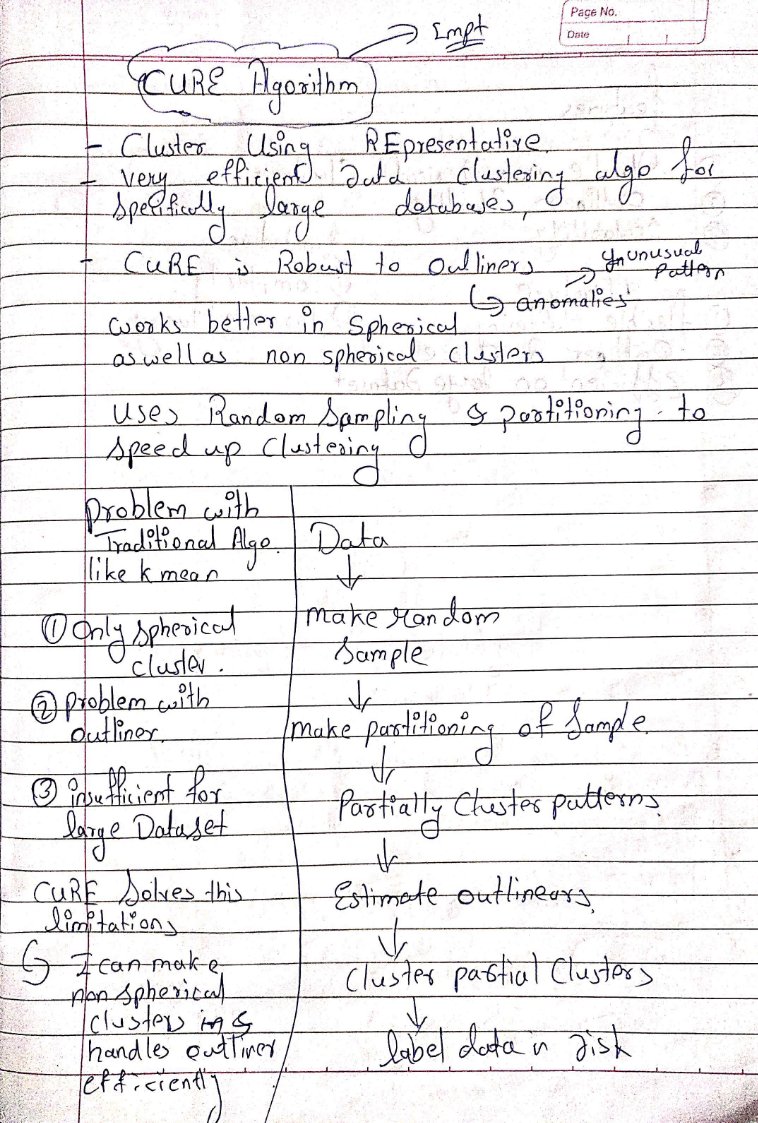 Page No.
Date
Impt
CURE Algorithm
- Cluster Using REpresentative.
- very efficient. Data clustering algo for
specifically large databases,
- CURE is Robust to Outliners
unusual
pattern
anomalies
works better in Spherical
as well as non spherical clusters
uses Random Sampling & partitioning. to
speed up clustering
Problem with
Traditional Algo.
like k mean
① Only spherical
cluster.
② problem with
outliner.
③ insufficient for
large Dataset
CURE Solves this
limitations
I can make
non spherical
clusters &
handles outliner
efficiently
Data
↓
Make random
Sample
↓
Make partitioning of Sample.
↓
Partially Cluster patterns.
↓
Estimate outlineurs.
↓
Cluster partial Clusters
↓
label data n Disk